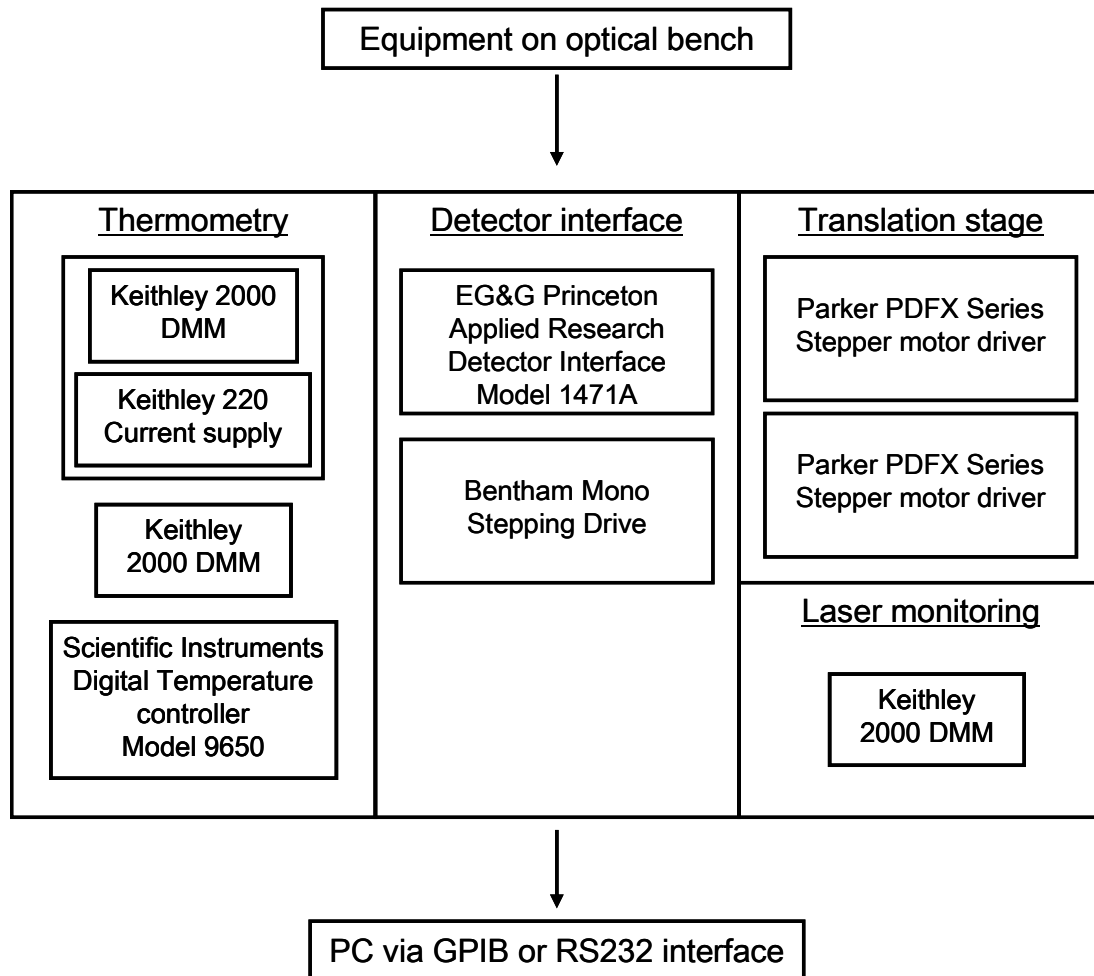 Equipment on optical bench
Thermometry
Keithley 2000
DMM
Keithley 220
Current supply
Keithley
2000 DMM
Scientific Instruments
Digital Temperature
controller
Model 9650
Detector interface
EG&G Princeton
Applied Research
Detector Interface
Model 1471A
Bentham Mono
Stepping Drive
Translation stage
Parker PDFX Series
Stepper motor driver
Parker PDFX Series
Stepper motor driver
Laser monitoring
Keithley
2000 DMM
PC via GPIB or RS232 interface